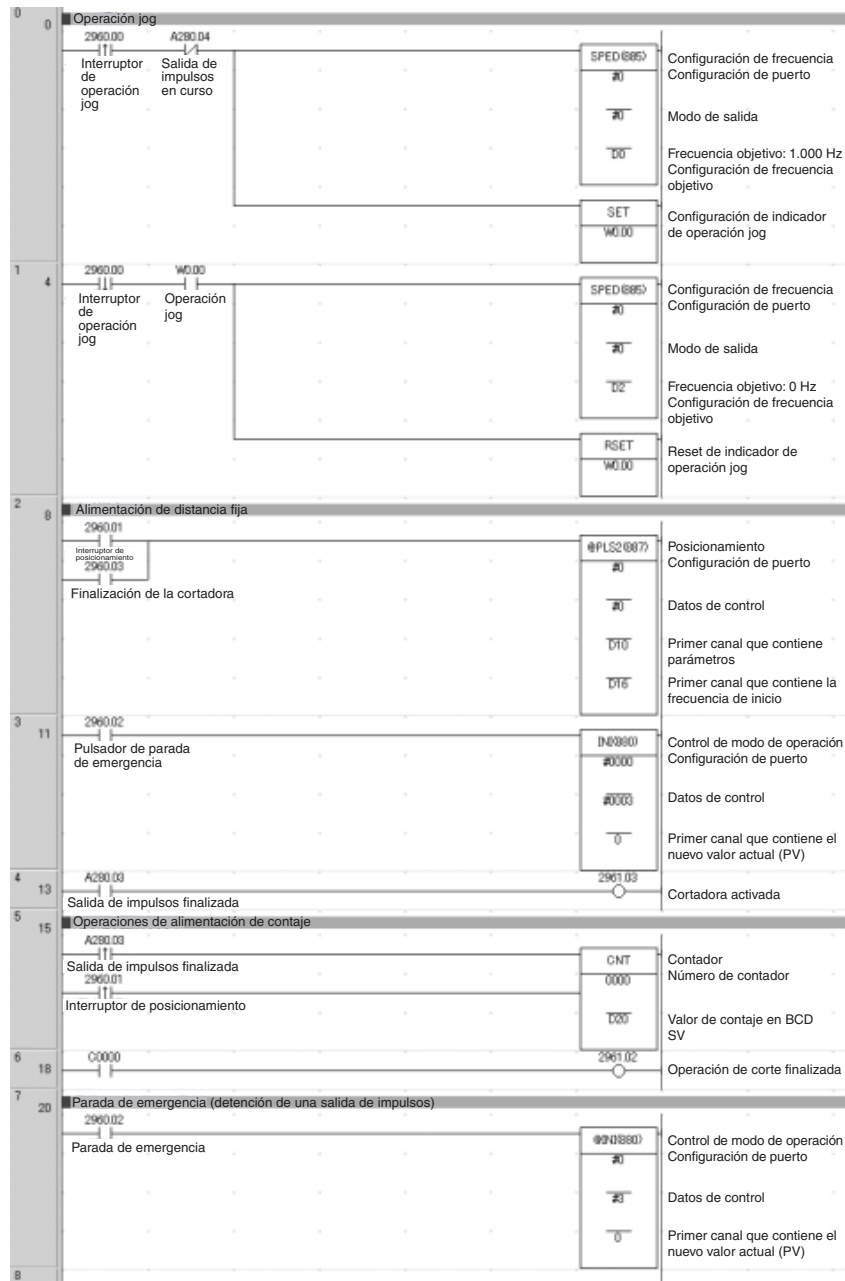 0
0
Operación jog
2960.00
A280.04
Interruptor
de
operación
jog
Salida de
impulsos
en curso
SPED(885)
#0
#0
D0
Configuración de frecuencia
Configuración de puerto
Modo de salida
Frecuencia objetivo: 1.000 Hz
Configuración de frecuencia
objetivo
SET
W0.00
Configuración de indicador
de operación jog
1
4
2960.00
W0.00
Interruptor
de
operación
jog
Operación
jog
SPED(885)
#0
#0
D2
Configuración de frecuencia
Configuración de puerto
Modo de salida
Frecuencia objetivo: 0 Hz
Configuración de frecuencia
objetivo
RSET
W0.00
Reset de indicador de
operación jog
2
8
Alimentación de distancia fija
2960.01
Interruptor de
posicionamiento
2960.03
Finalización de la cortadora
@PLS2(887)
#0
#0
D10
D16
Posicionamiento
Configuración de puerto
Datos de control
Primer canal que contiene
parámetros
Primer canal que contiene la
frecuencia de inicio
3
11
2960.02
Pulsador de parada
de emergencia
INI(880)
#0000
#0003
0
Control de modo de operación
Configuración de puerto
Datos de control
Primer canal que contiene el
nuevo valor actual (PV)
4
13
A280.03
Salida de impulsos finalizada
2961.03
Cortadora activada
5
15
Operaciones de alimentación de contaje
A280.03
Salida de impulsos finalizada
2960.01
Interruptor de posicionamiento
CNT
0000
D20
Contador
Número de contador
Valor de contaje en BCD
SV
6
18
C0000
2961.02
Operación de corte finalizada
7
20
Parada de emergencia (detención de una salida de impulsos)
2960.02
Parada de emergencia
#0
#3
0
Control de modo de operación
Configuración de puerto
Datos de control
Primer canal que contiene el
nuevo valor actual (PV)
8